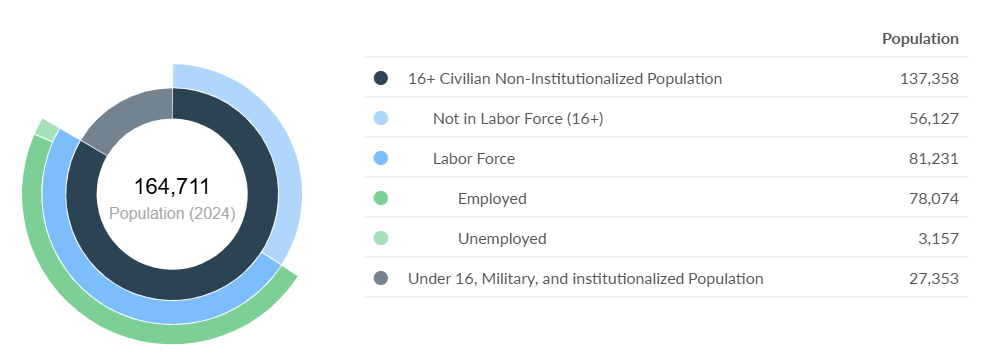 164,711
Population (2024)
Population
16+ Civilian Non-Institutionalized Population 137,358
Not in Labor Force (16+) 56,127
Labor Force 81,231
Employed 78,074
Unemployed 3,157
Under 16, Military, and institutionalized Population 27,353